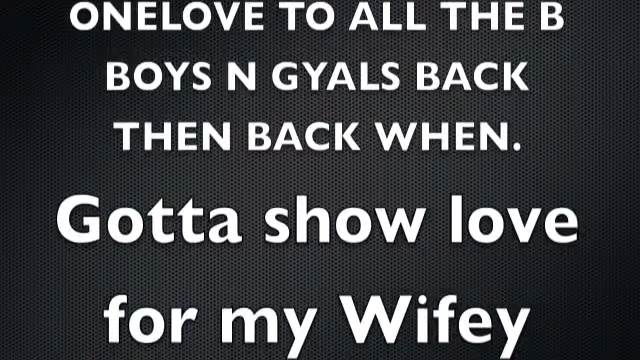 ONELOVE TO ALL THE B
BOYS N GYALS BACK
THEN BACK WHEN.
Gotta show love
for my Wifey